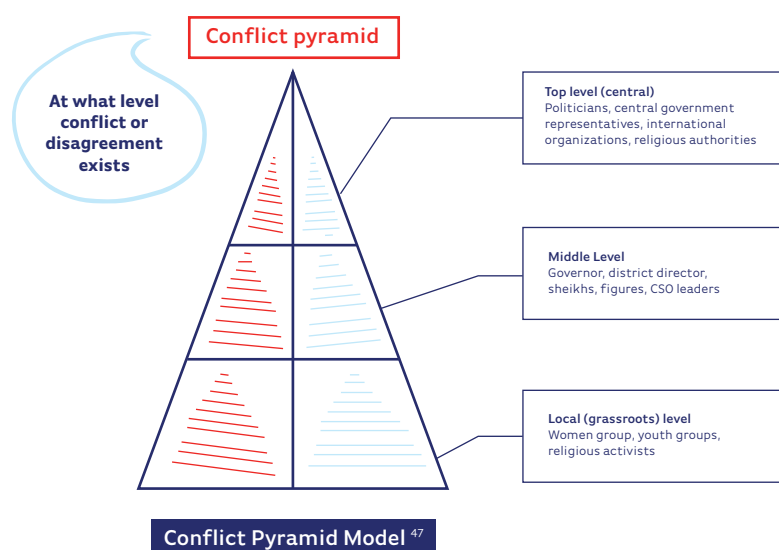 Conflict pyramid
At what level
conflict or
disagreement
exists
Top level (central)
Politicians, central government
representatives, international
organizations, religious authorities
Middle Level
Governor, district director,
sheikhs, figures, CSO leaders
Local (grassroots) level
Women group, youth groups,
religious activists
Conflict Pyramid Model 47